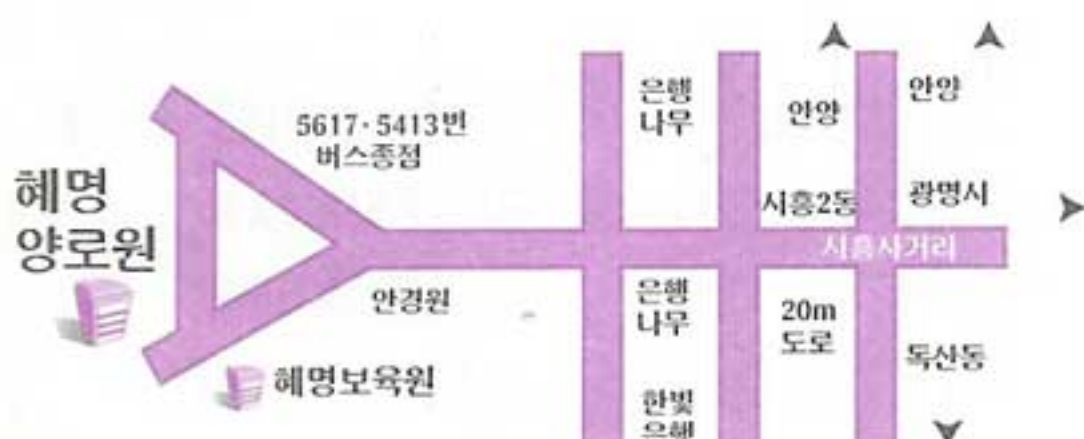 5617·5413번
버스종점
혜명
양로원
안경원
혜명보육원
은행
나무
안양
안양
시흥2동
광명시
시흥사거리
은행
나무
20m
도로
독산동
한빛
은행